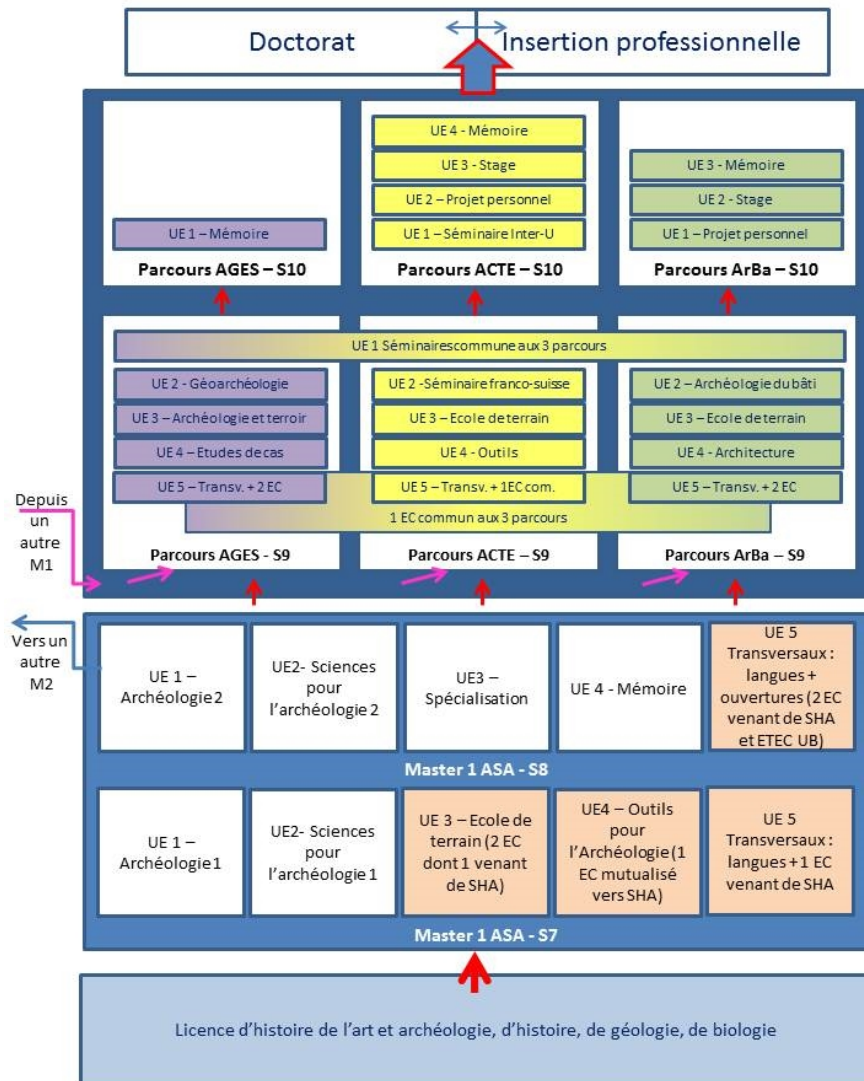 Doctorat
Insertion professionnelle
UE 1 – Mémoire
Parcours AGES – S10
UE 4 - Mémoire
UE 3 - Stage
UE 2 – Projet personnel
UE 1 – Séminaire Inter-U
Parcours ACTE – S10
UE 3 - Mémoire
UE 2 - Stage
UE 1 – Projet personnel
Parcours ArBa – S10
UE 1 Séminairescommune aux 3 parcours
UE 2 - Géoarchéologie
UE 3 – Archéologie et terroir
UE 4 – Etudes de cas
UE 5 – Transv. + 2 EC
UE 2 -Séminaire franco-suisse
UE 3 – Ecole de terrain
UE 4 - Outils
UE 5 – Transv. + 1EC com.
UE 2 – Archéologie du bâti
UE 3 – Ecole de terrain
UE 4 - Architecture
UE 5 – Transv. + 2 EC
1 EC commun aux 3 parcours
Parcours AGES - S9
Parcours ACTE – S9
Parcours ArBa – S9
Depuis
un
autre
M1
Vers un
autre
M2
UE 1 –
Archéologie 2
UE2- Sciences
pour
l’archéologie 2
UE3 –
Spécialisation
UE 4 - Mémoire
UE 5
Transversaux :
langues +
ouvertures (2 EC
venant de SHA
et ETEC UB)
Master 1 ASA - S8
UE 1 –
Archéologie 1
UE2- Sciences
pour
l’archéologie 1
UE 3 – Ecole de
terrain (2 EC
dont 1 venant
de SHA)
UE4 – Outils
pour
l’Archéologie (1
EC mutualisé
vers SHA)
UE 5
Transversaux :
langues + 1 EC
venant de SHA
Master 1 ASA - S7
Licence d’histoire de l’art et archéologie, d’histoire, de géologie, de biologie